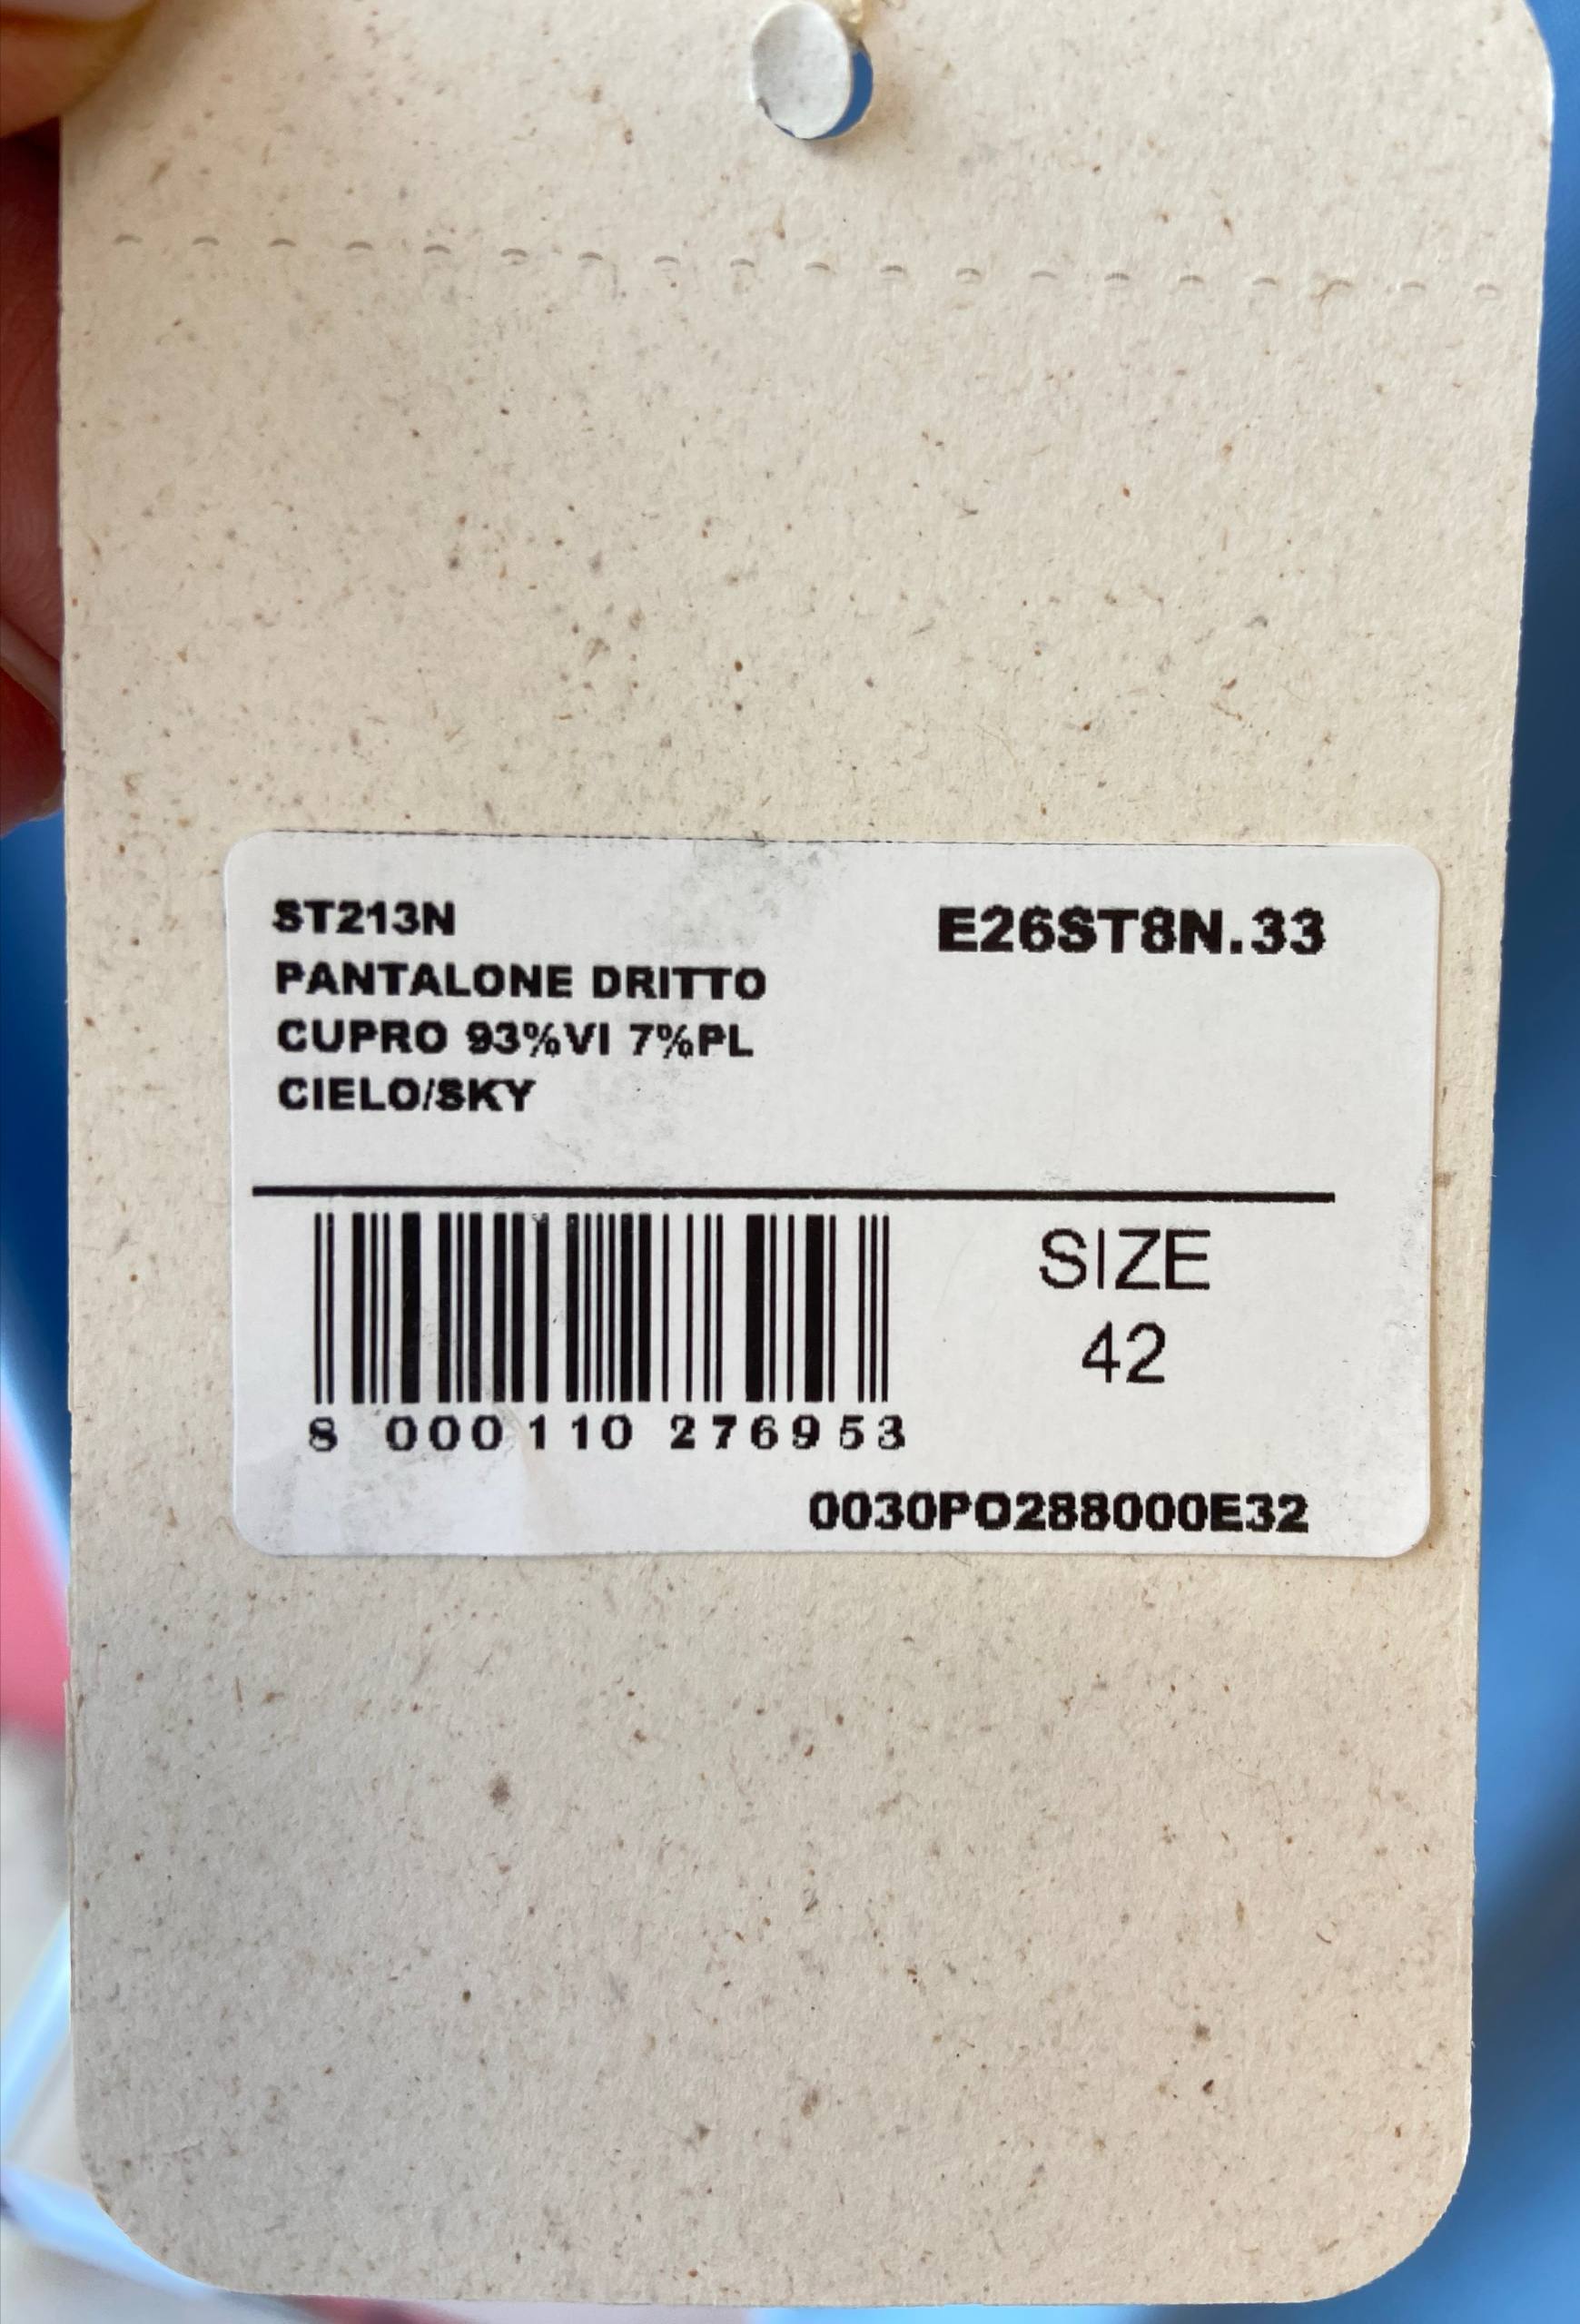 ST213N
E26ST8N.33
PANTALONE DRITTO
CUPRO 93%VI 7%PL
CIELO/SKY
SIZE
42
8 000110 276953
0030PO288000E32